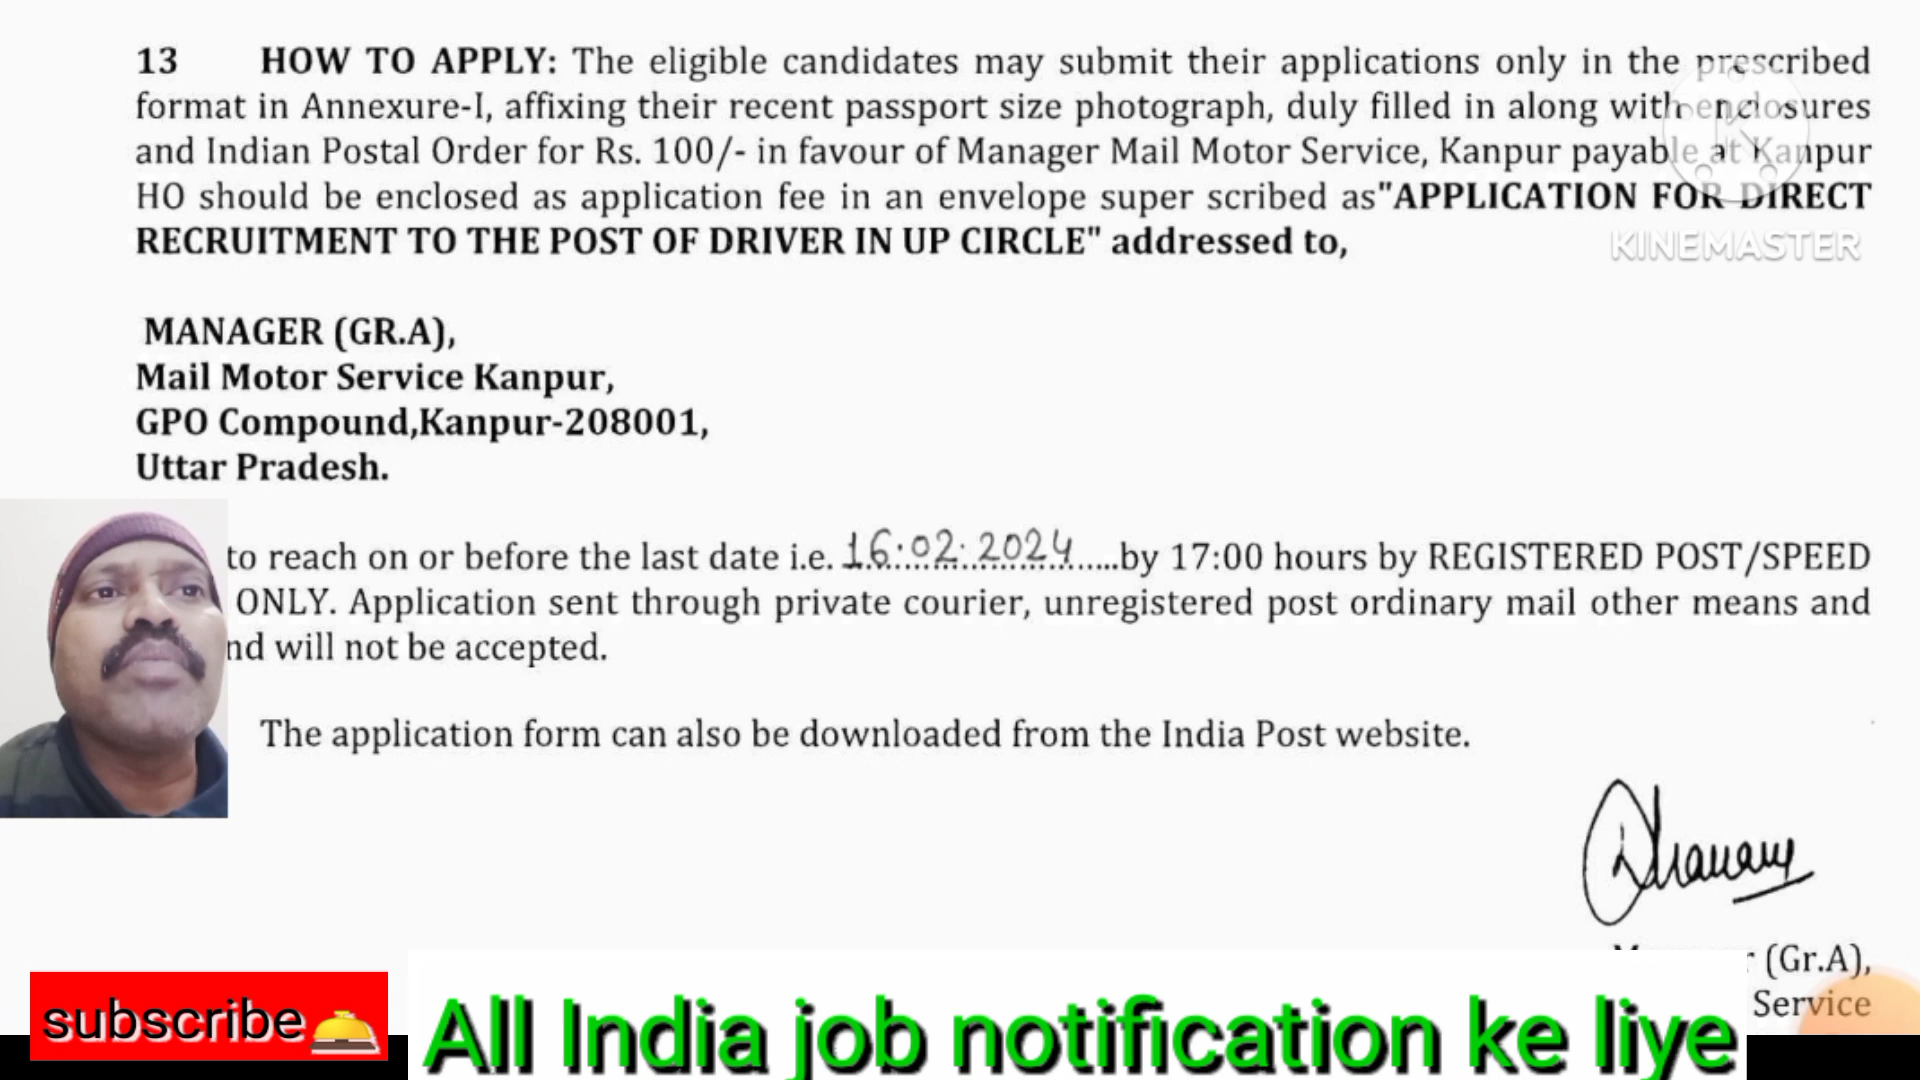 13 HOW TO APPLY: The eligible candidates may submit their applications only in the prescribed
format in Annexure-I, affixing their recent passport size photograph, duly filled in along with enclosures
and Indian Postal Order for Rs. 100/- in favour of Manager Mail Motor Service, Kanpur payable at Kanpur
HO should be enclosed as application fee in an envelope super scribed as"APPLICATION FOR DIRECT
RECRUITMENT TO THE POST OF DRIVER IN UP CIRCLE" addressed to,
KINEMASTER
MANAGER (GR.A),
Mail Motor Service Kanpur,
GPO Compound,Kanpur-208001,
Uttar Pradesh.
to reach on or before the last date i.e. 16.02.2024 by 17:00 hours by REGISTERED POST/SPEED
ONLY. Application sent through private courier, unregistered post ordinary mail other means and
nd will not be accepted.
The application form can also be downloaded from the India Post website.
(Gr.A),
Service
subscribe
All India job notification ke liye